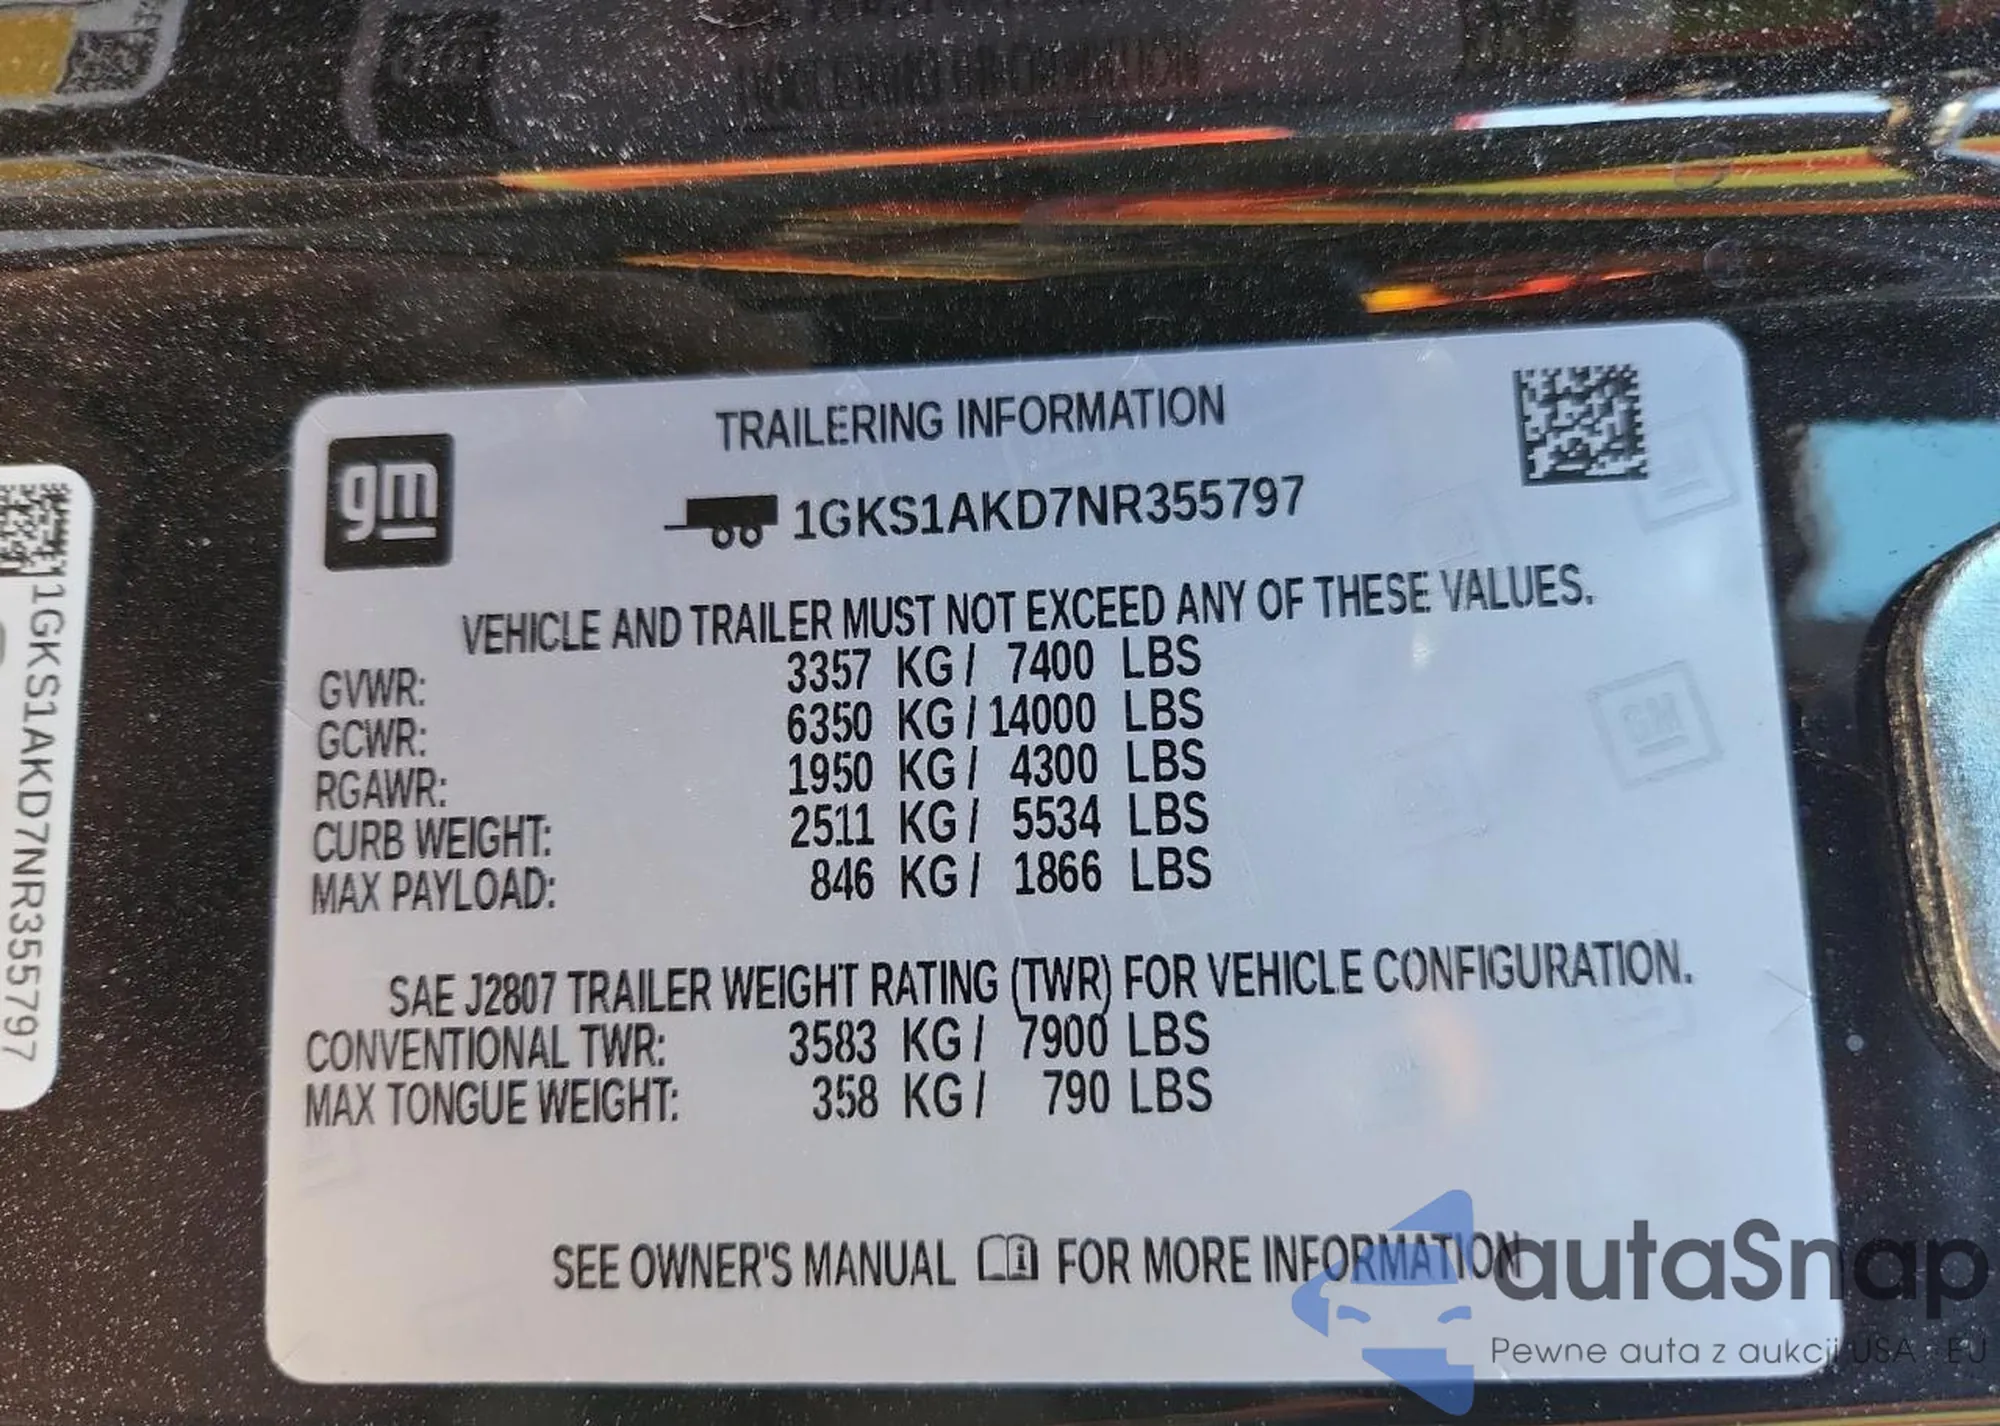 gm
TRAILERING INFORMATION
1GKS1AKD7NR355797
VEHICLE AND TRAILER MUST NOT EXCEED ANY OF THESE VALUES.
GVWR: 3357 KG / 7400 LBS
GCWR: 6350 KG / 14000 LBS
RGAWR: 1950 KG / 4300 LBS
CURB WEIGHT: 2511 KG / 5534 LBS
MAX PAYLOAD: 846 KG / 1866 LBS
SAE J2807 TRAILER WEIGHT RATING (TWR) FOR VEHICLE CONFIGURATION.
CONVENTIONAL TWR: 3583 KG / 7900 LBS
MAX TONGUE WEIGHT: 358 KG / 790 LBS
SEE OWNER'S MANUAL FOR MORE INFORMATION
1GKS1AKD7NR355797
autaSnap
Pewne auta z aukcji USA EU